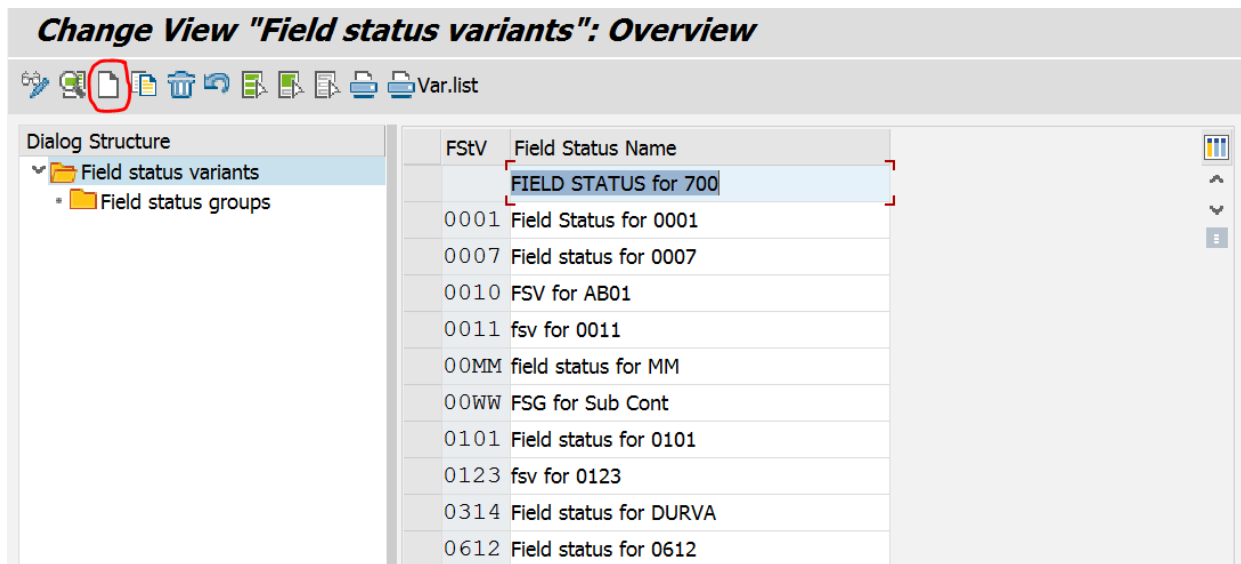 Change View "Field status variants": Overview
Var.list
Dialog Structure
Field status variants
Field status groups
FStV Field Status Name
FIELD STATUS for 700
0001 Field Status for 0001
0007 Field status for 0007
0010 FSV for AB01
0011 fsv for 0011
00MM field status for MM
00WW FSG for Sub Cont
0101 Field status for 0101
0123 fsv for 0123
0314 Field status for DURVA
0612 Field status for 0612